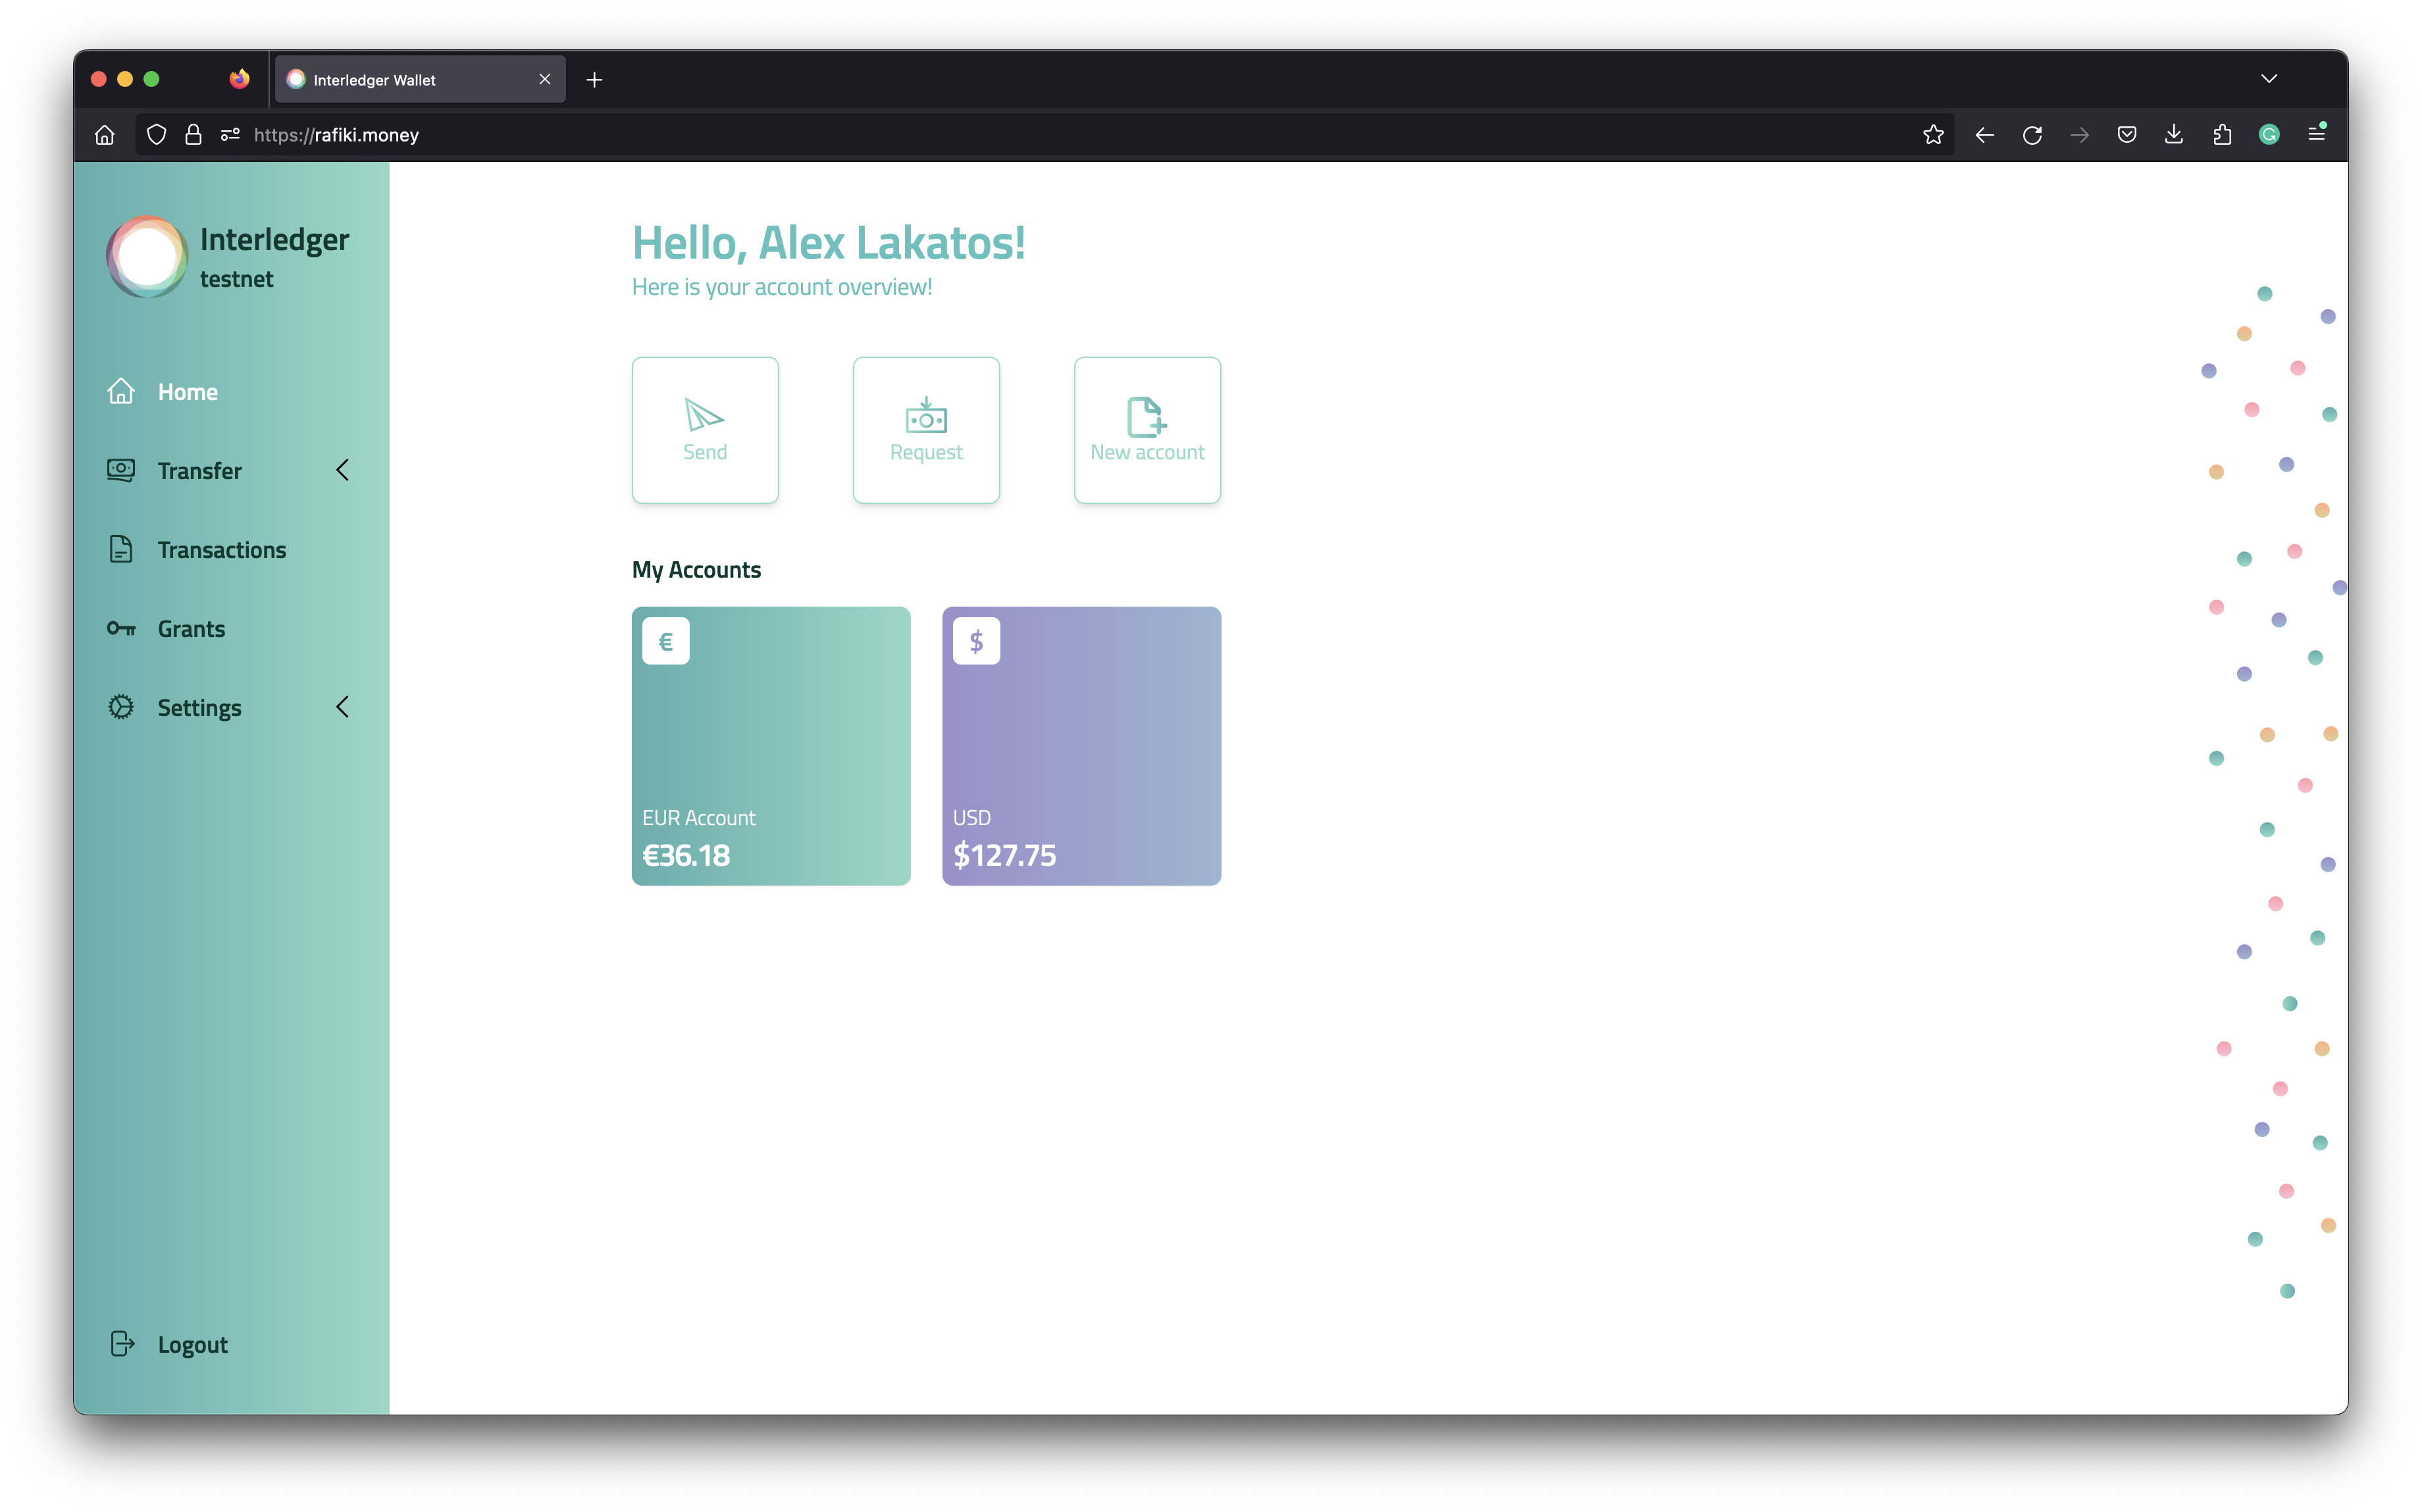 Interledger Wallet
https://rafiki.money
Interledger
testnet
Home
Transfer
Transactions
Grants
Settings
Logout
Hello, Alex Lakatos!
Here is your account overview!
Send
Request
New account
My Accounts
€
EUR Account
€36.18
$
USD
$127.75